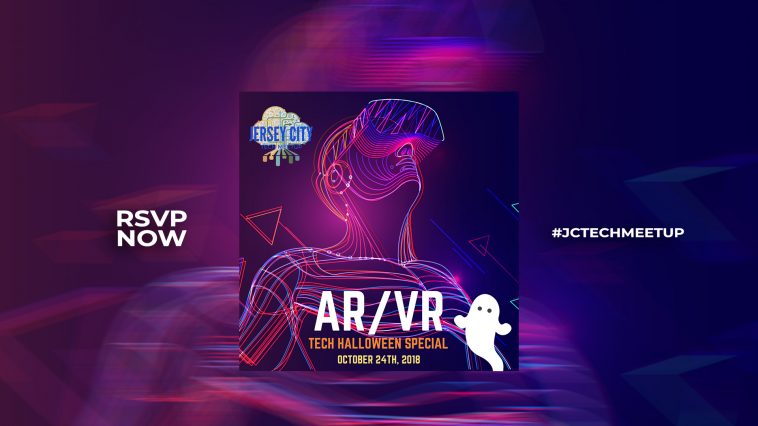 RSVP
NOW
JERSEY CITY
AR/VR
TECH HALLOWEEN SPECIAL
OCTOBER 24TH, 2018
#JCTECHMEETUP